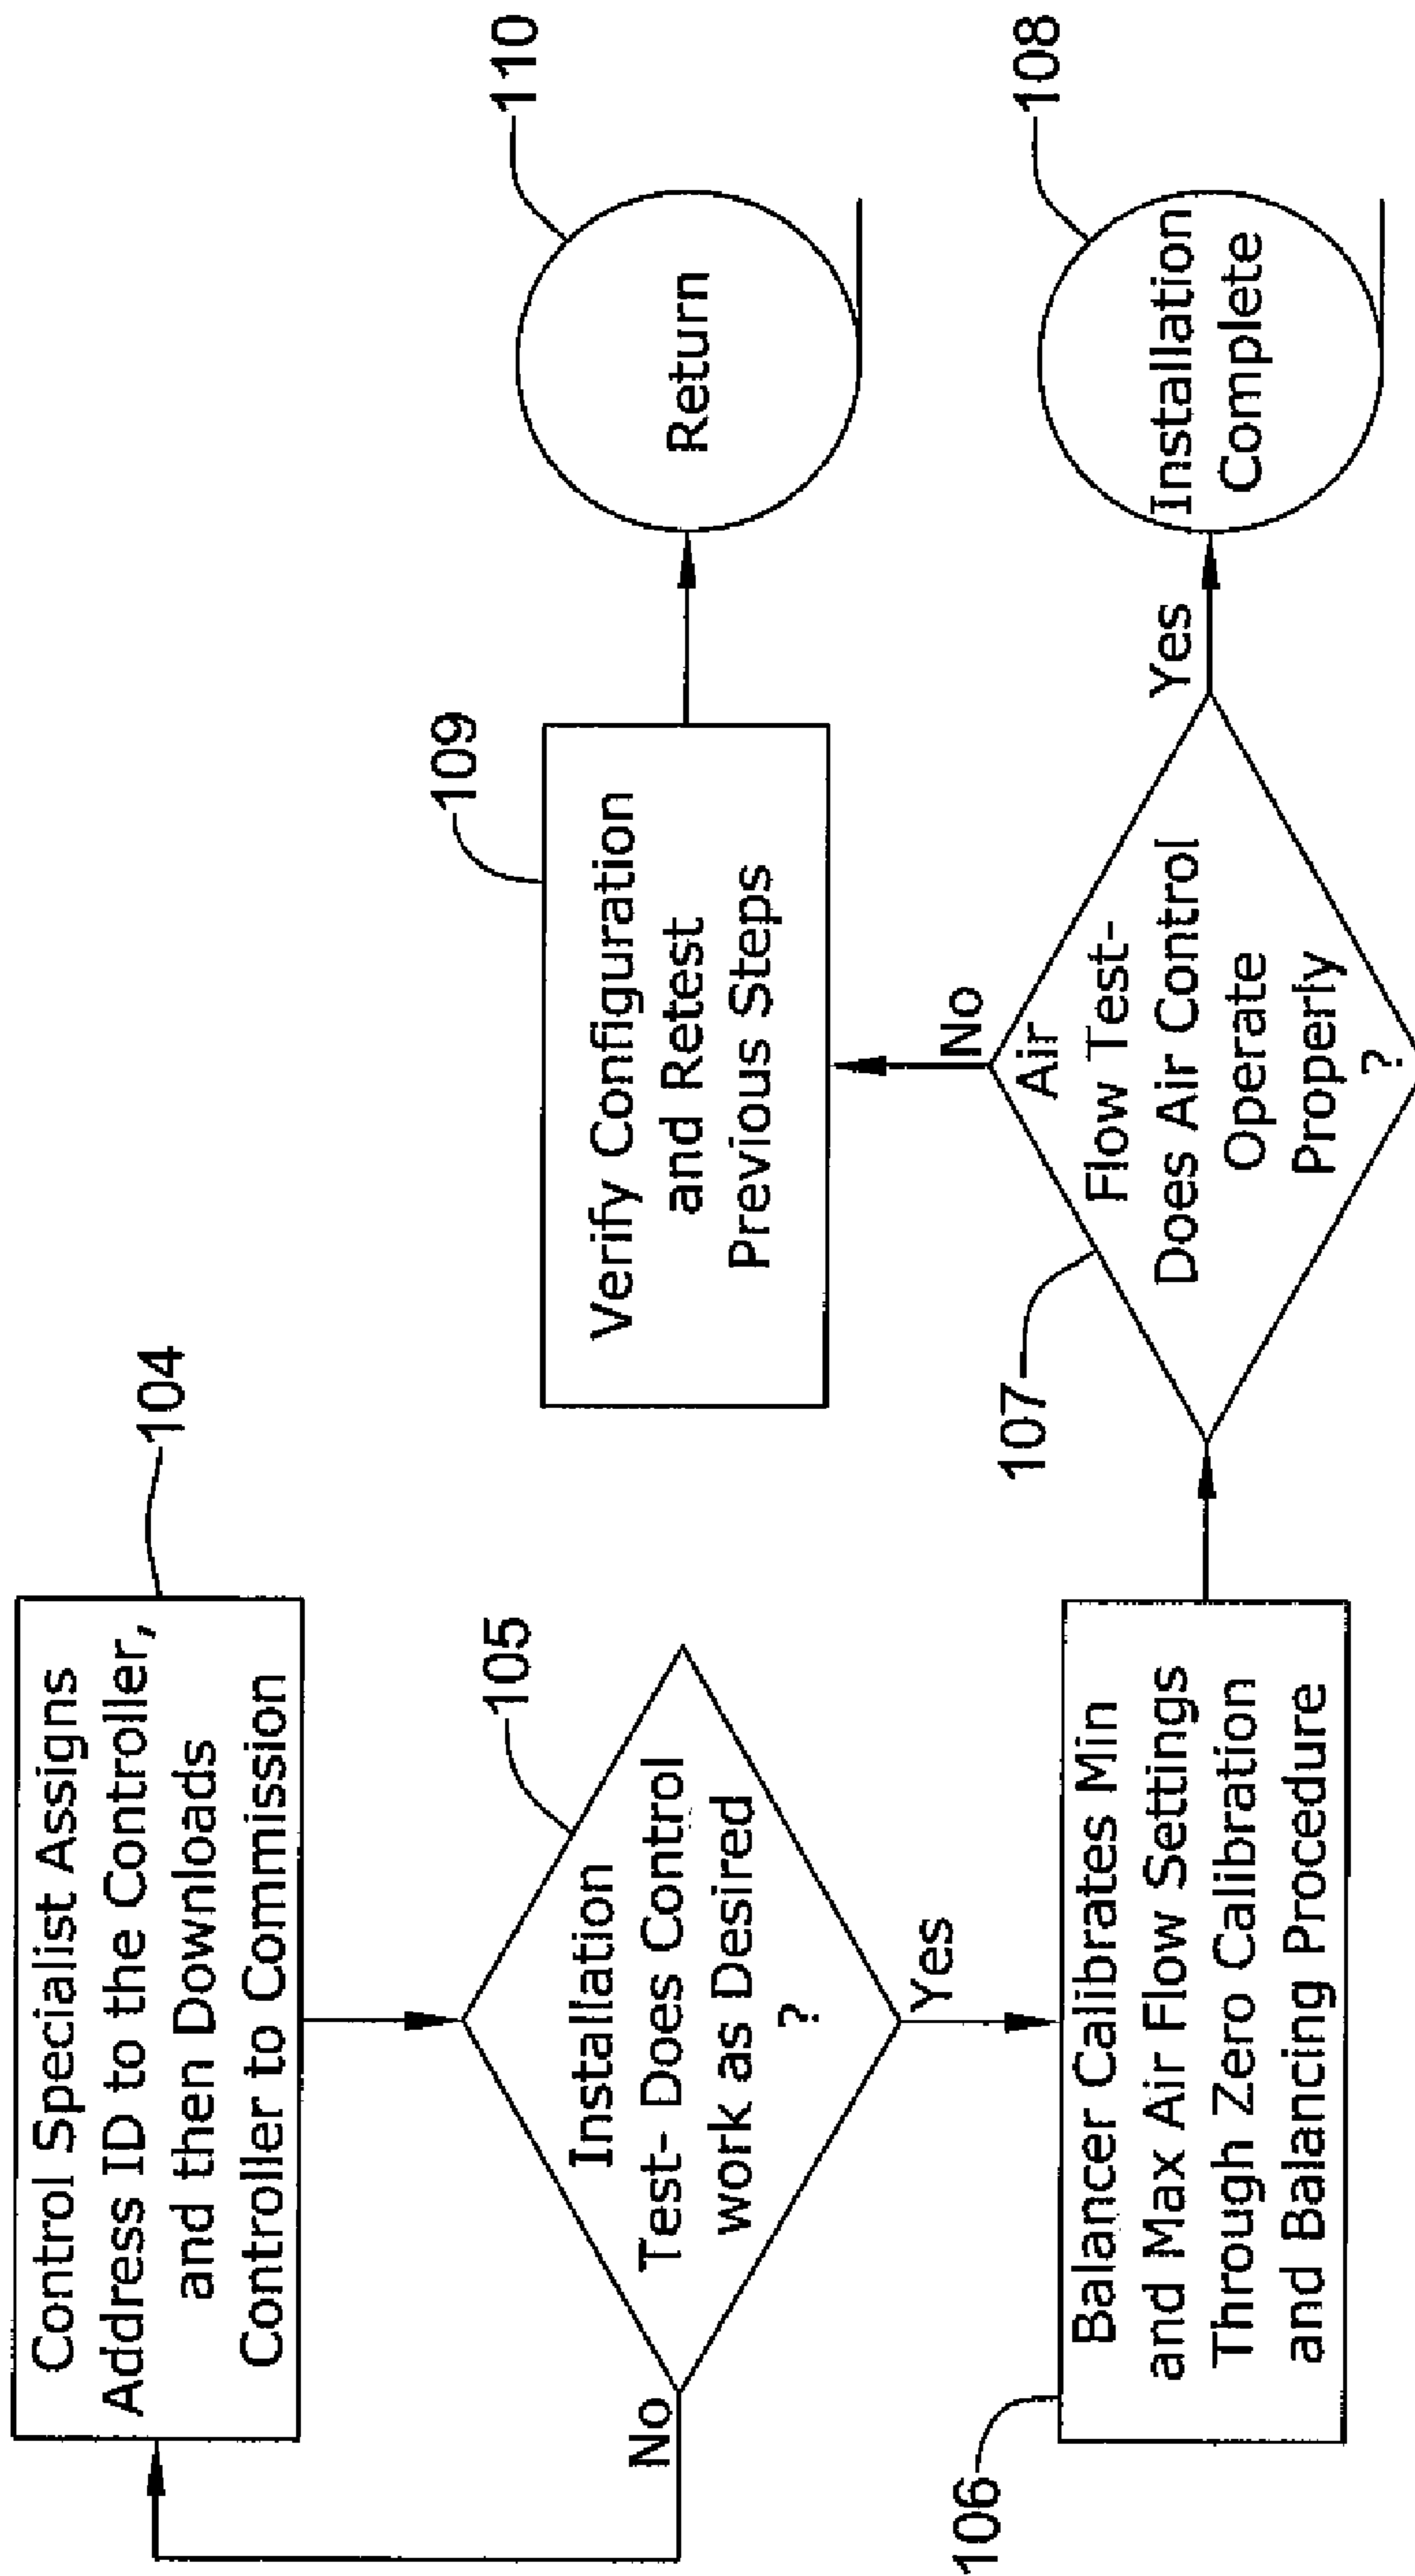 Control Specialist Assigns
Address ID to the Controller,
and then Downloads
Controller to Commission
104
Installation
Test- Does Control
work as Desired
?
105
No
Yes
Balancer Calibrates Min
and Max Air Flow Settings
Through Zero Calibration
and Balancing Procedure
106
Air
Flow Test-
Does Air Control
Operate
Properly
?
107
No
Yes
Verify Configuration
and Retest
Previous Steps
109
Return
110
Installation
Complete
108